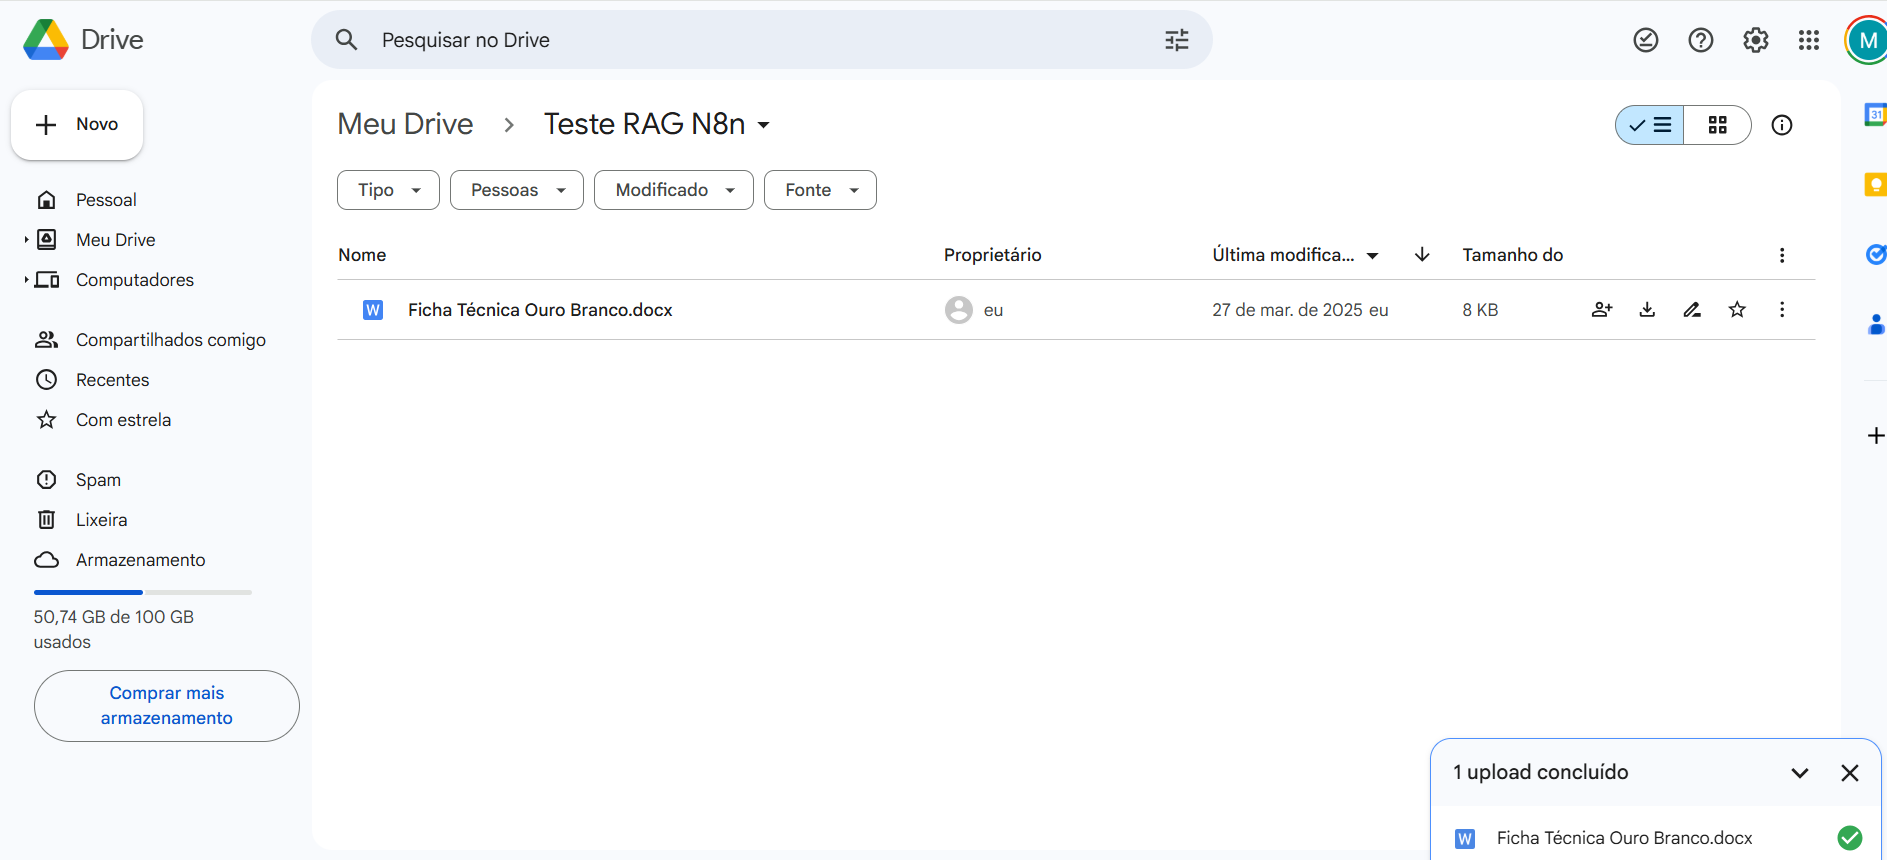 Drive
Pesquisar no Drive
M
Novo
Meu Drive
Teste RAG N8n
31
Tipo
Pessoas
Modificado
Fonte
Pessoal
Meu Drive
Computadores
Compartilhados comigo
Recentes
Com estrela
Spam
Lixeira
Armazenamento
50,74 GB de 100 GB
usados
Comprar mais
armazenamento
Nome
Proprietário
Última modifica...
Tamanho do
W Ficha Técnica Ouro Branco.docx
eu
27 de mar. de 2025 eu
8 KB
1 upload concluído
W Ficha Técnica Ouro Branco.docx